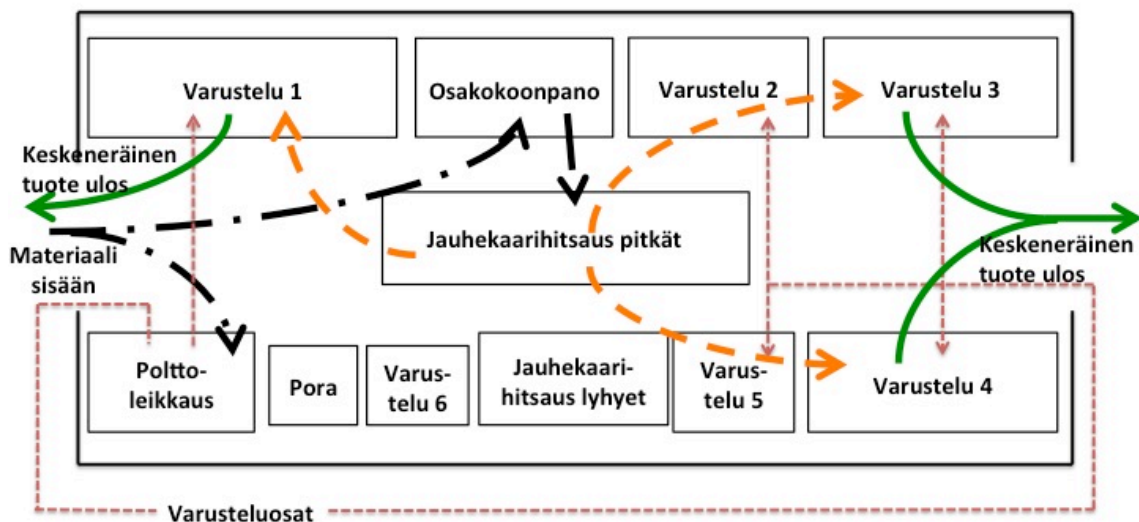 Varustelu 1
Osakokoonpano
Varustelu 2
Varustelu 3
Keskeneräinen
tuote ulos
Materiaali
sisään
Jauhekaarihitsaus pitkät
Keskeneräinen
tuote ulos
Poltto-
leikkaus
Pora
Varus-
telu 6
Jauhekaari-
hitsaus lyhyet
Varus-
telu 5
Varustelu 4
Varusteluosat